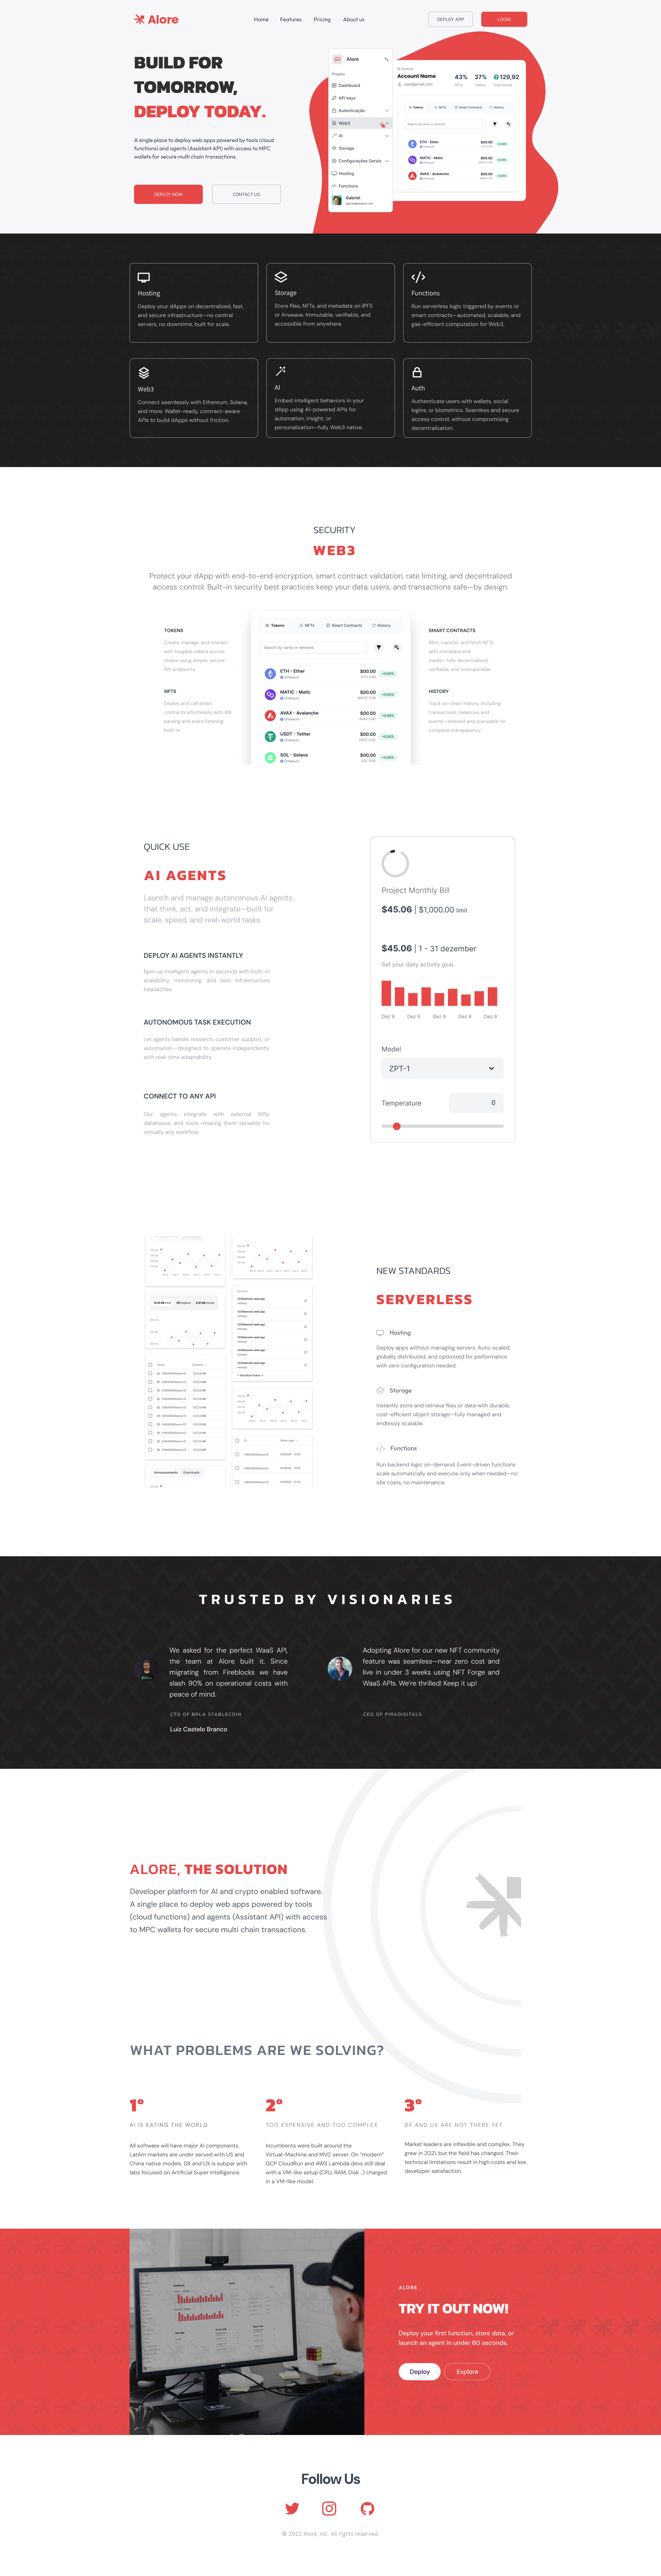 Alore
Home
Features
Pricing
About us
DEPLOY APP
LOGIN
BUILD FOR
TOMORROW,
DEPLOY TODAY.
A single place to deploy web apps powered by tools (cloud
functions) and agents (Assistant API) with access to MPC
wallets for secure multi chain transactions.
DEPLOY NOW
CONTACT US
Alore
Projeto
Dashboard
API keys
Autenticação
Web3
AI
Storage
Configurações Gerais
Hosting
Functions
Gabriel
Account Name
user@email.com
43%
37%
129,92
NFTs
Tokens
Tokens
NFTs
Smart Contracts
History
Search by name or network
ETH - Ether
$00.00
Ethereum
MATIC - Matic
$00.00
Ethereum
AVAX - Avalanche
$00.00
Ethereum
Hosting
Deploy your dApps on decentralized, fast,
and secure infrastructure—no central
servers, no downtime, built for scale.
Storage
Store files, NFTs, and metadata on IPFS
or Arweave. Immutable, verifiable, and
accessible from anywhere.
Functions
Run serverless logic triggered by events or
smart contracts—automated, scalable, and
gas-efficient computation for Web3.
Web3
Connect seamlessly with Ethereum, Solana,
and more. Wallet-ready, contract-aware
APIs to build dApps without friction.
AI
Embed intelligent behaviors in your
dApp using AI-powered APIs for
automation, insight, or
personalization—fully Web3 native.
Auth
Authenticate users with wallets, social
logins, or biometrics. Seamless and secure
access control, without compromising
decentralization.
SECURITY
WEB3
Protect your dApp with end-to-end encryption, smart contract validation, rate limiting, and decentralized
access control. Built-in security best practices keep your data, users, and transactions safe—by design.
TOKENS
Create, manage, and interact
with fungible tokens across
chains using simple, secure
API endpoints.
NFTS
Deploy and call smart
contracts effortlessly with ABI
parsing and event listening
built-in.
Tokens
NFTs
Smart Contracts
History
Search by name or network
ETH - Ether
$00.00
Ethereum
ETH 0,00
+0.00%
MATIC - Matic
$00.00
Ethereum
MATIC 0,00
+0.00%
AVAX - Avalanche
$00.00
Ethereum
AVAX 0,00
+0.00%
USDT - Tether
$00.00
Ethereum
USDT 0,00
+0.00%
SOL - Solana
$00.00
Ethereum
SOL 0,00
+0.00%
SMART CONTRACTS
Mint, transfer, and fetch NFTs
with metadata and
media—fully decentralized,
verifiable, and interoperable.
HISTORY
Track on-chain history, including
transactions, balances, and
events—indexed and queryable for
complete transparency.
QUICK USE
AI AGENTS
Launch and manage autonomous AI agents
that think, act, and integrate—built for
scale, speed, and real-world tasks.
DEPLOY AI AGENTS INSTANTLY
Spin up intelligent agents in seconds with built-in
scalability, monitoring, and zero infrastructure
headaches.
AUTONOMOUS TASK EXECUTION
Let agents handle research, customer support, or
automation—designed to operate independently
with real-time adaptability.
CONNECT TO ANY API
Our agents integrate with external APIs,
databases, and tools—making them versatile for
virtually any workflow.
Project Monthly Bill
$45.06 | $1,000.00 limit
$45.06 | 1 - 31 dezember
Set your daily activity goal.
Dez 9
Dez 9
Dez 9
Dez 9
Dez 9
Model
ZPT-1
Temperature
0
NEW STANDARDS
SERVERLESS
Hosting
Deploy apps without managing servers. Auto-scaled,
globally distributed, and optimized for performance
with zero configuration needed.
Storage
Instantly store and retrieve files or data with durable,
cost-efficient object storage—fully managed and
endlessly scalable.
Functions
Run backend logic on-demand. Event-driven functions
scale automatically and execute only when needed—no
idle costs, no maintenance.
Announcements
Downloads
TRUSTED BY VISIONARIES
We asked for the perfect WaaS API,
the team at Alore built it. Since
migrating from Fireblocks we have
slash 90% on operational costs with
peace of mind.
CTO OF BRLA STABLECOIN
Luiz Castelo Branco
Adopting Alore for our new NFT community
feature was seamless—near zero cost and
live in under 3 weeks using NFT Forge and
WaaS APIs. We're thrilled! Keep it up!
CEO OF PIRADIGITALS
ALORE, THE SOLUTION
Developer platform for AI and crypto enabled software.
A single place to deploy web apps powered by tools
(cloud functions) and agents (Assistant API) with access
to MPC wallets for secure multi chain transactions.
WHAT PROBLEMS ARE WE SOLVING?
1º
AI IS EATING THE WORLD
All software will have major AI components.
LatAm markets are under served with US and
China native models. DX and UX is subpar with
labs focused on Artificial Super Intelligence.
2º
TOO EXPENSIVE AND TOO COMPLEX
Incumbents were built around the
Virtual-Machine and MVC server. On "modern"
GCP CloudRun and AWS Lambda devs still deal
with a VM-like setup (CPU, RAM, Disk ..) charged
in a VM-like model.
3º
DX AND UX ARE NOT THERE YET.
Market leaders are inflexible and complex. They
grew in 2021, but the field has changed. Their
technical limitations result in high costs and low
developer satisfaction.
ALORE
TRY IT OUT NOW!
Deploy your first function, store data, or
launch an agent in under 60 seconds.
Deploy
Explore
Follow Us
© 2022 Alore, Inc. All rights reserved.